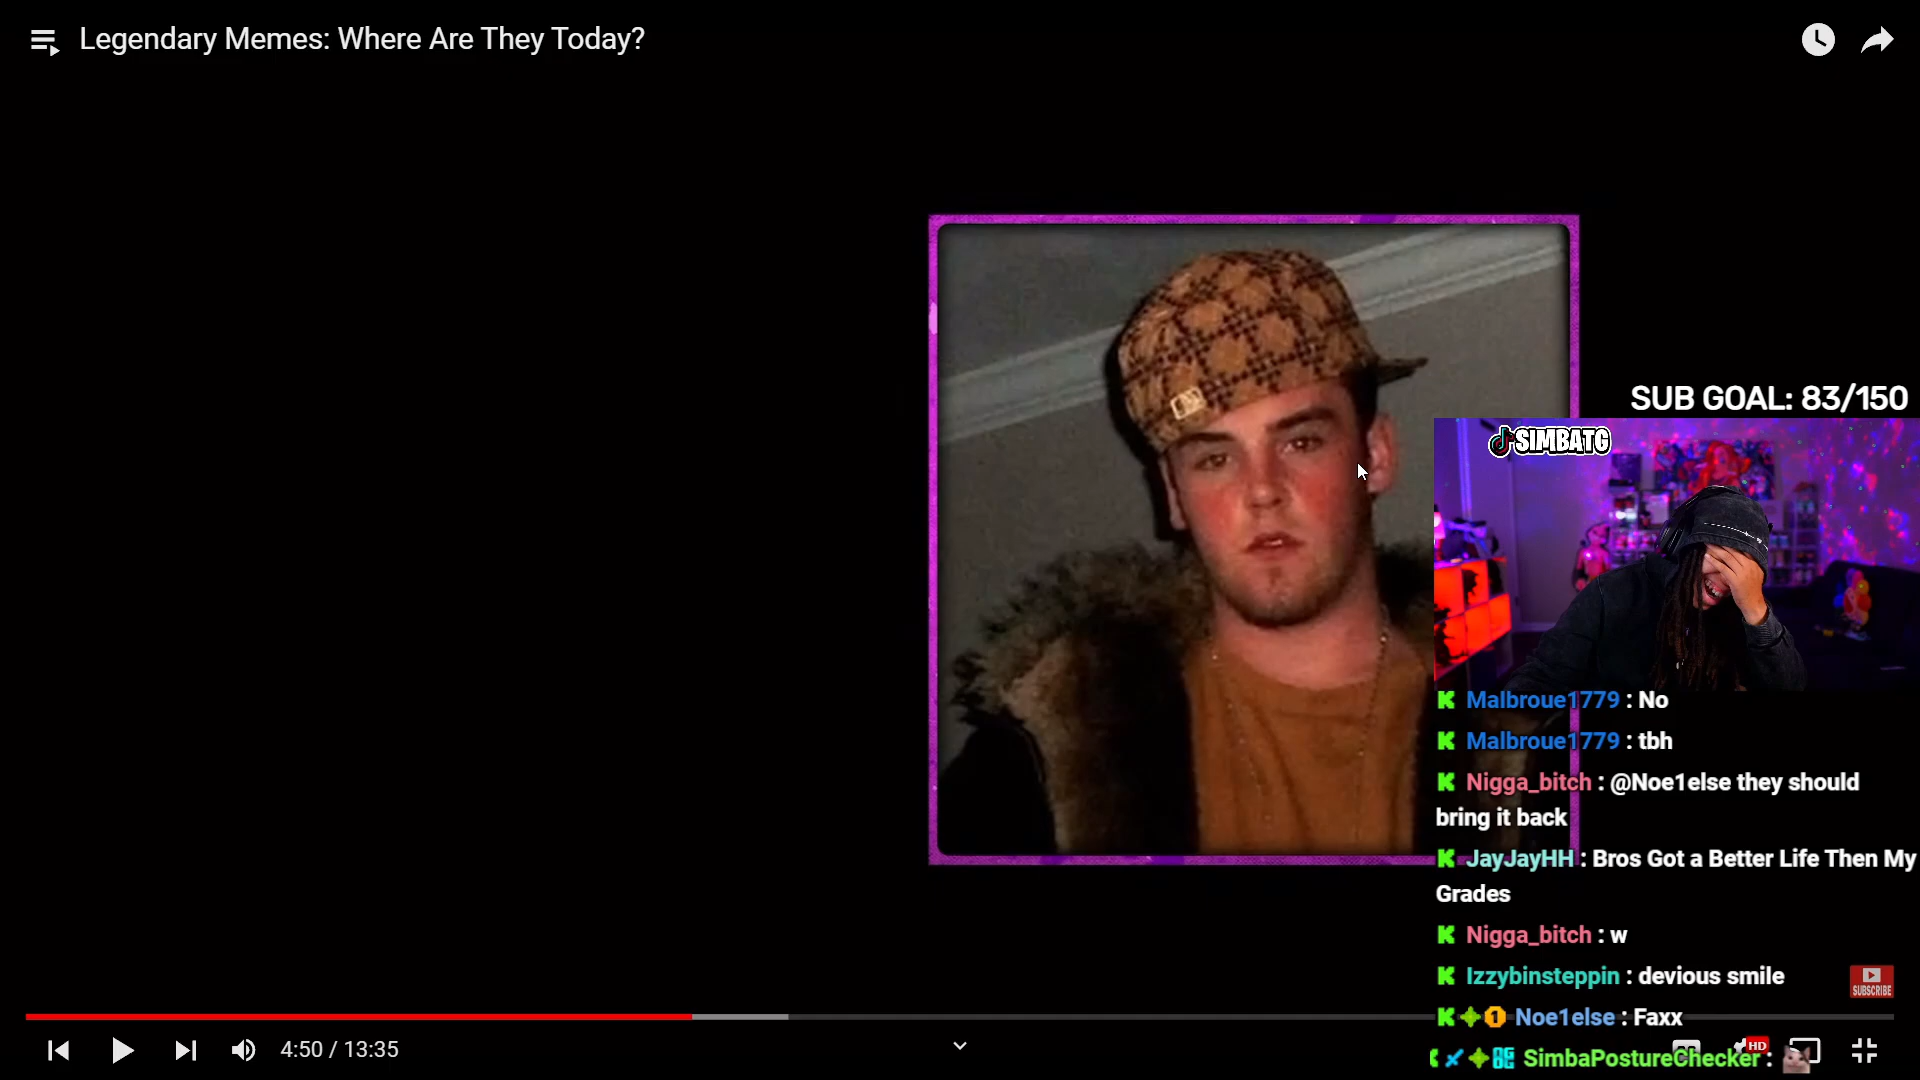 Legendary Memes: Where Are They Today?
SUB GOAL: 83/150
SIMBATG
Malbroue1779 : No
Malbroue1779 : tbh
Nigga_bitch : @Noe1else they should
bring it back
JayJayHH : Bros Got a Better Life Then My
Grades
Nigga_bitch : w
Izzybinsteppin : devious smile
SUBSCRIBE
1 Noe1else : Faxx
4:50 / 13:35
HD
SimbaPostureChecker :